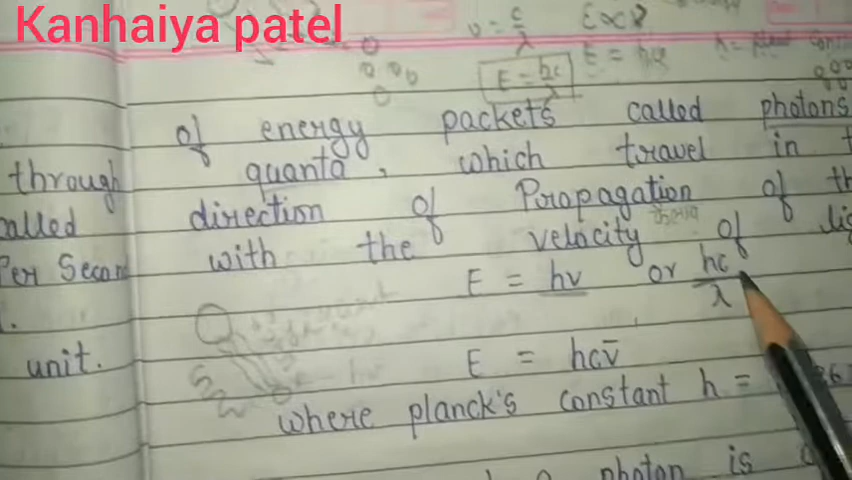 Kanhaiya patel
υ = c/λ
E ∝ υ
E = hυ
E = hc/λ
of energy packets called photons
through quanta, which travel in
called direction of Propagation of
Per Second with the velocity of
E = hν or hc/λ
unit. E = hcν̄
where planck's constant h =
photon is